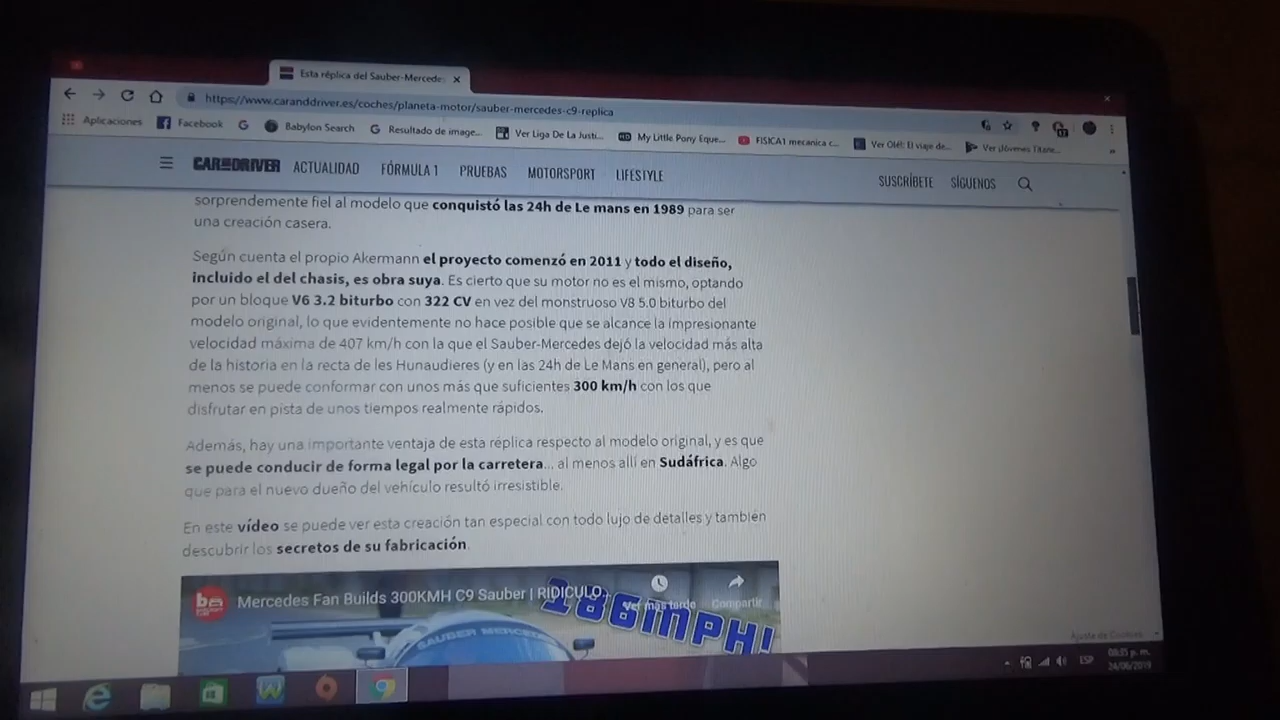 Esta réplica del Sauber-Mercede
https://www.caranddriver.es/coches/planeta-motor/sauber-mercedes-c9-replica
Aplicaciones Facebook Babylon Search Resultado de image... Ver Liga De La Justi... My Little Pony Eque... FISICA1 mecanica c... Ver Olé!: El viaje de... Ver ¡Jóvenes Titane...
CAR AND DRIVER ACTUALIDAD FÓRMULA 1 PRUEBAS MOTORSPORT LIFESTYLE SUSCRÍBETE SÍGUENOS
sorprendemente fiel al modelo que conquistó las 24h de Le mans en 1989 para ser
una creación casera.
Según cuenta el propio Akermann el proyecto comenzó en 2011 y todo el diseño,
incluido el del chasis, es obra suya. Es cierto que su motor no es el mismo, optando
por un bloque V6 3.2 biturbo con 322 CV en vez del monstruoso V8 5.0 biturbo del
modelo original, lo que evidentemente no hace posible que se alcance la impresionante
velocidad máxima de 407 km/h con la que el Sauber-Mercedes dejó la velocidad más alta
de la historia en la recta de les Hunaudieres (y en las 24h de Le Mans en general), pero al
menos se puede conformar con unos más que suficientes 300 km/h con los que
disfrutar en pista de unos tiempos realmente rápidos.
Además, hay una importante ventaja de esta réplica respecto al modelo original, y es que
se puede conducir de forma legal por la carretera... al menos allí en Sudáfrica. Algo
que para el nuevo dueño del vehículo resultó irresistible.
En este vídeo se puede ver esta creación tan especial con todo lujo de detalles y también
descubrir los secretos de su fabricación
Mercedes Fan Builds 300KMH C9 Sauber | RIDICULO
Ver más tarde Compartir
186MPH!
SAUBER MERCEDES
Ajuste de Cookies
ESP
08:35 p. m.
24/06/2019